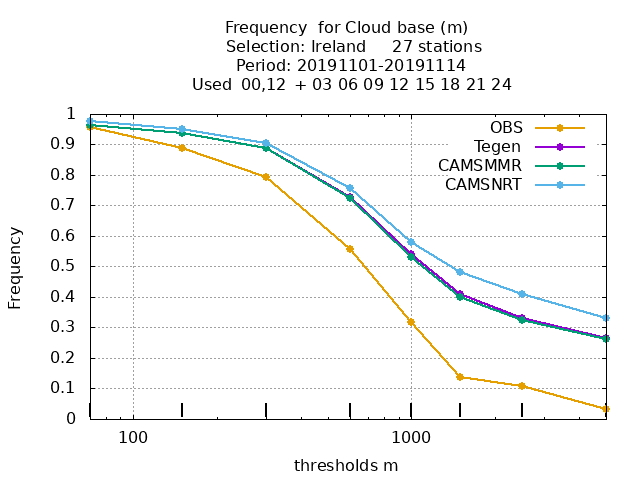 Frequency  for Cloud base (m)
Selection: Ireland     27 stations
Period: 20191101-20191114
Used  00,12  + 03 06 09 12 15 18 21 24
OBS
Tegen
CAMSMMR
CAMSNRT
1
0.9
0.8
0.7
0.6
0.5
0.4
0.3
0.2
0.1
0
Frequency
100 1000
thresholds m